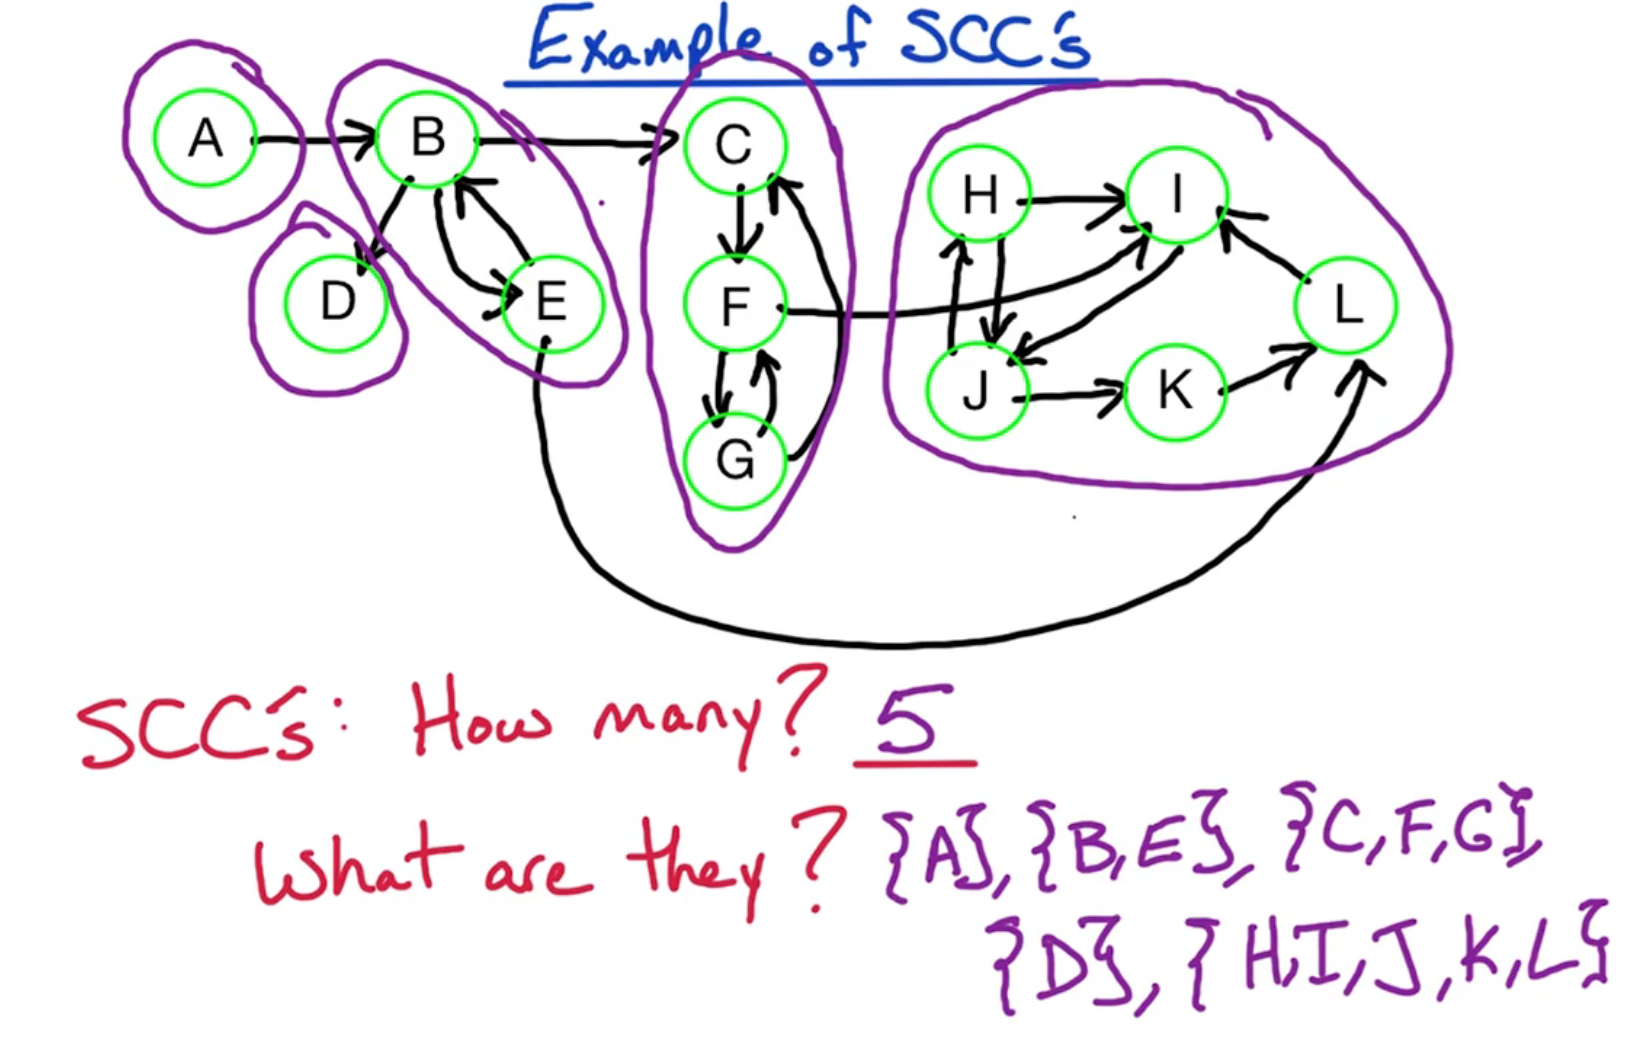 Example of SCC's
A B C H I
D E F L
J K
G
SCC's: How many? 5
What are they? {A}, {B,E}, {C,F,G},
{D}, {H,I,J,K,L}